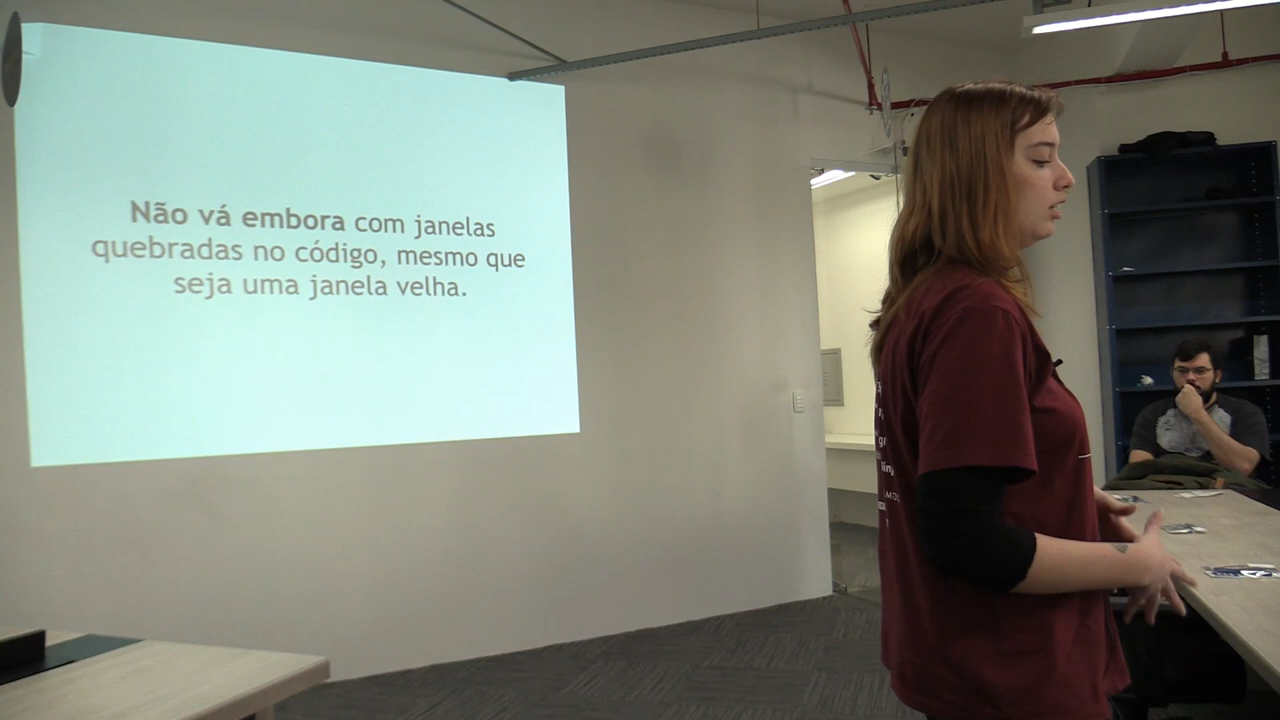 Não vá embora com janelas
quebradas no código, mesmo que
seja uma janela velha.